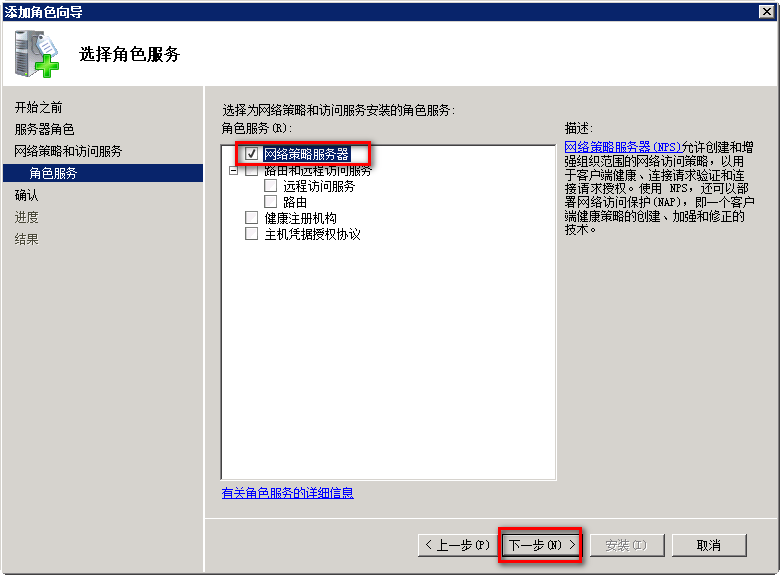 添加角色向导
选择角色服务
开始之前
服务器角色
网络策略和访问服务
角色服务
确认
进度
结果
选择为网络策略和访问服务安装的角色服务:
角色服务(R):
网络策略服务器
路由和远程访问服务
远程访问服务
路由
健康注册机构
主机凭据授权协议
有关角色服务的详细信息
描述:
网络策略服务器(NPS)允许创建和增
强组织范围的网络访问策略，以用
于客户端健康、连接请求验证和连
接请求授权。使用 NPS，还可以部
署网络访问保护(NAP)，即一个客户
端健康策略的创建、加强和修正的
技术。
< 上一步(P)
下一步(N) >
安装(I)
取消